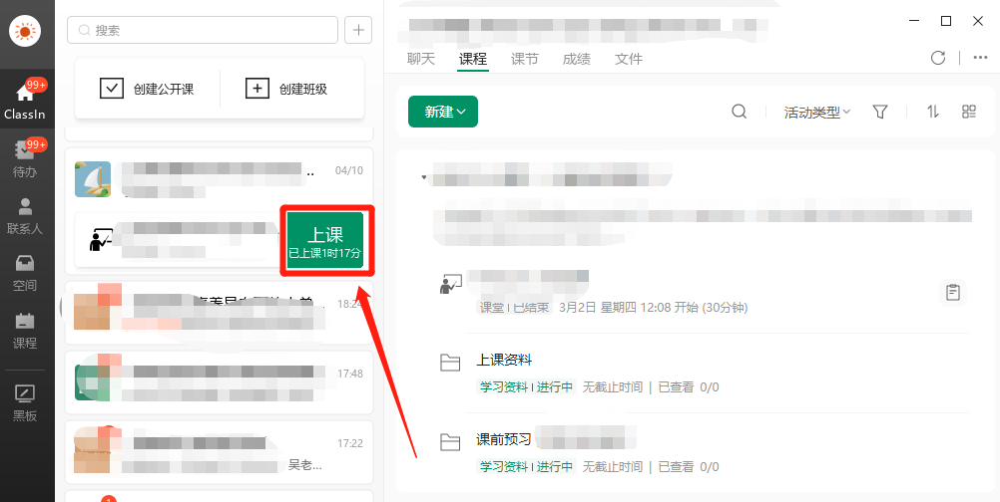 99+
ClassIn
99+
待办
联系人
空间
课程
黑板
搜索
创建公开课
创建班级
04/10
上课
已上课1时17分
18:24
17:48
17:22
吴老...
1
聊天 课程 课节 成绩 文件
新建
活动类型
课堂 | 已结束 3月2日 星期四 12:08 开始 (30分钟)
上课资料
学习资料 | 进行中 无截止时间 | 已查看 0/0
课前预习
学习资料 | 进行中 无截止时间 | 已查看 0/0